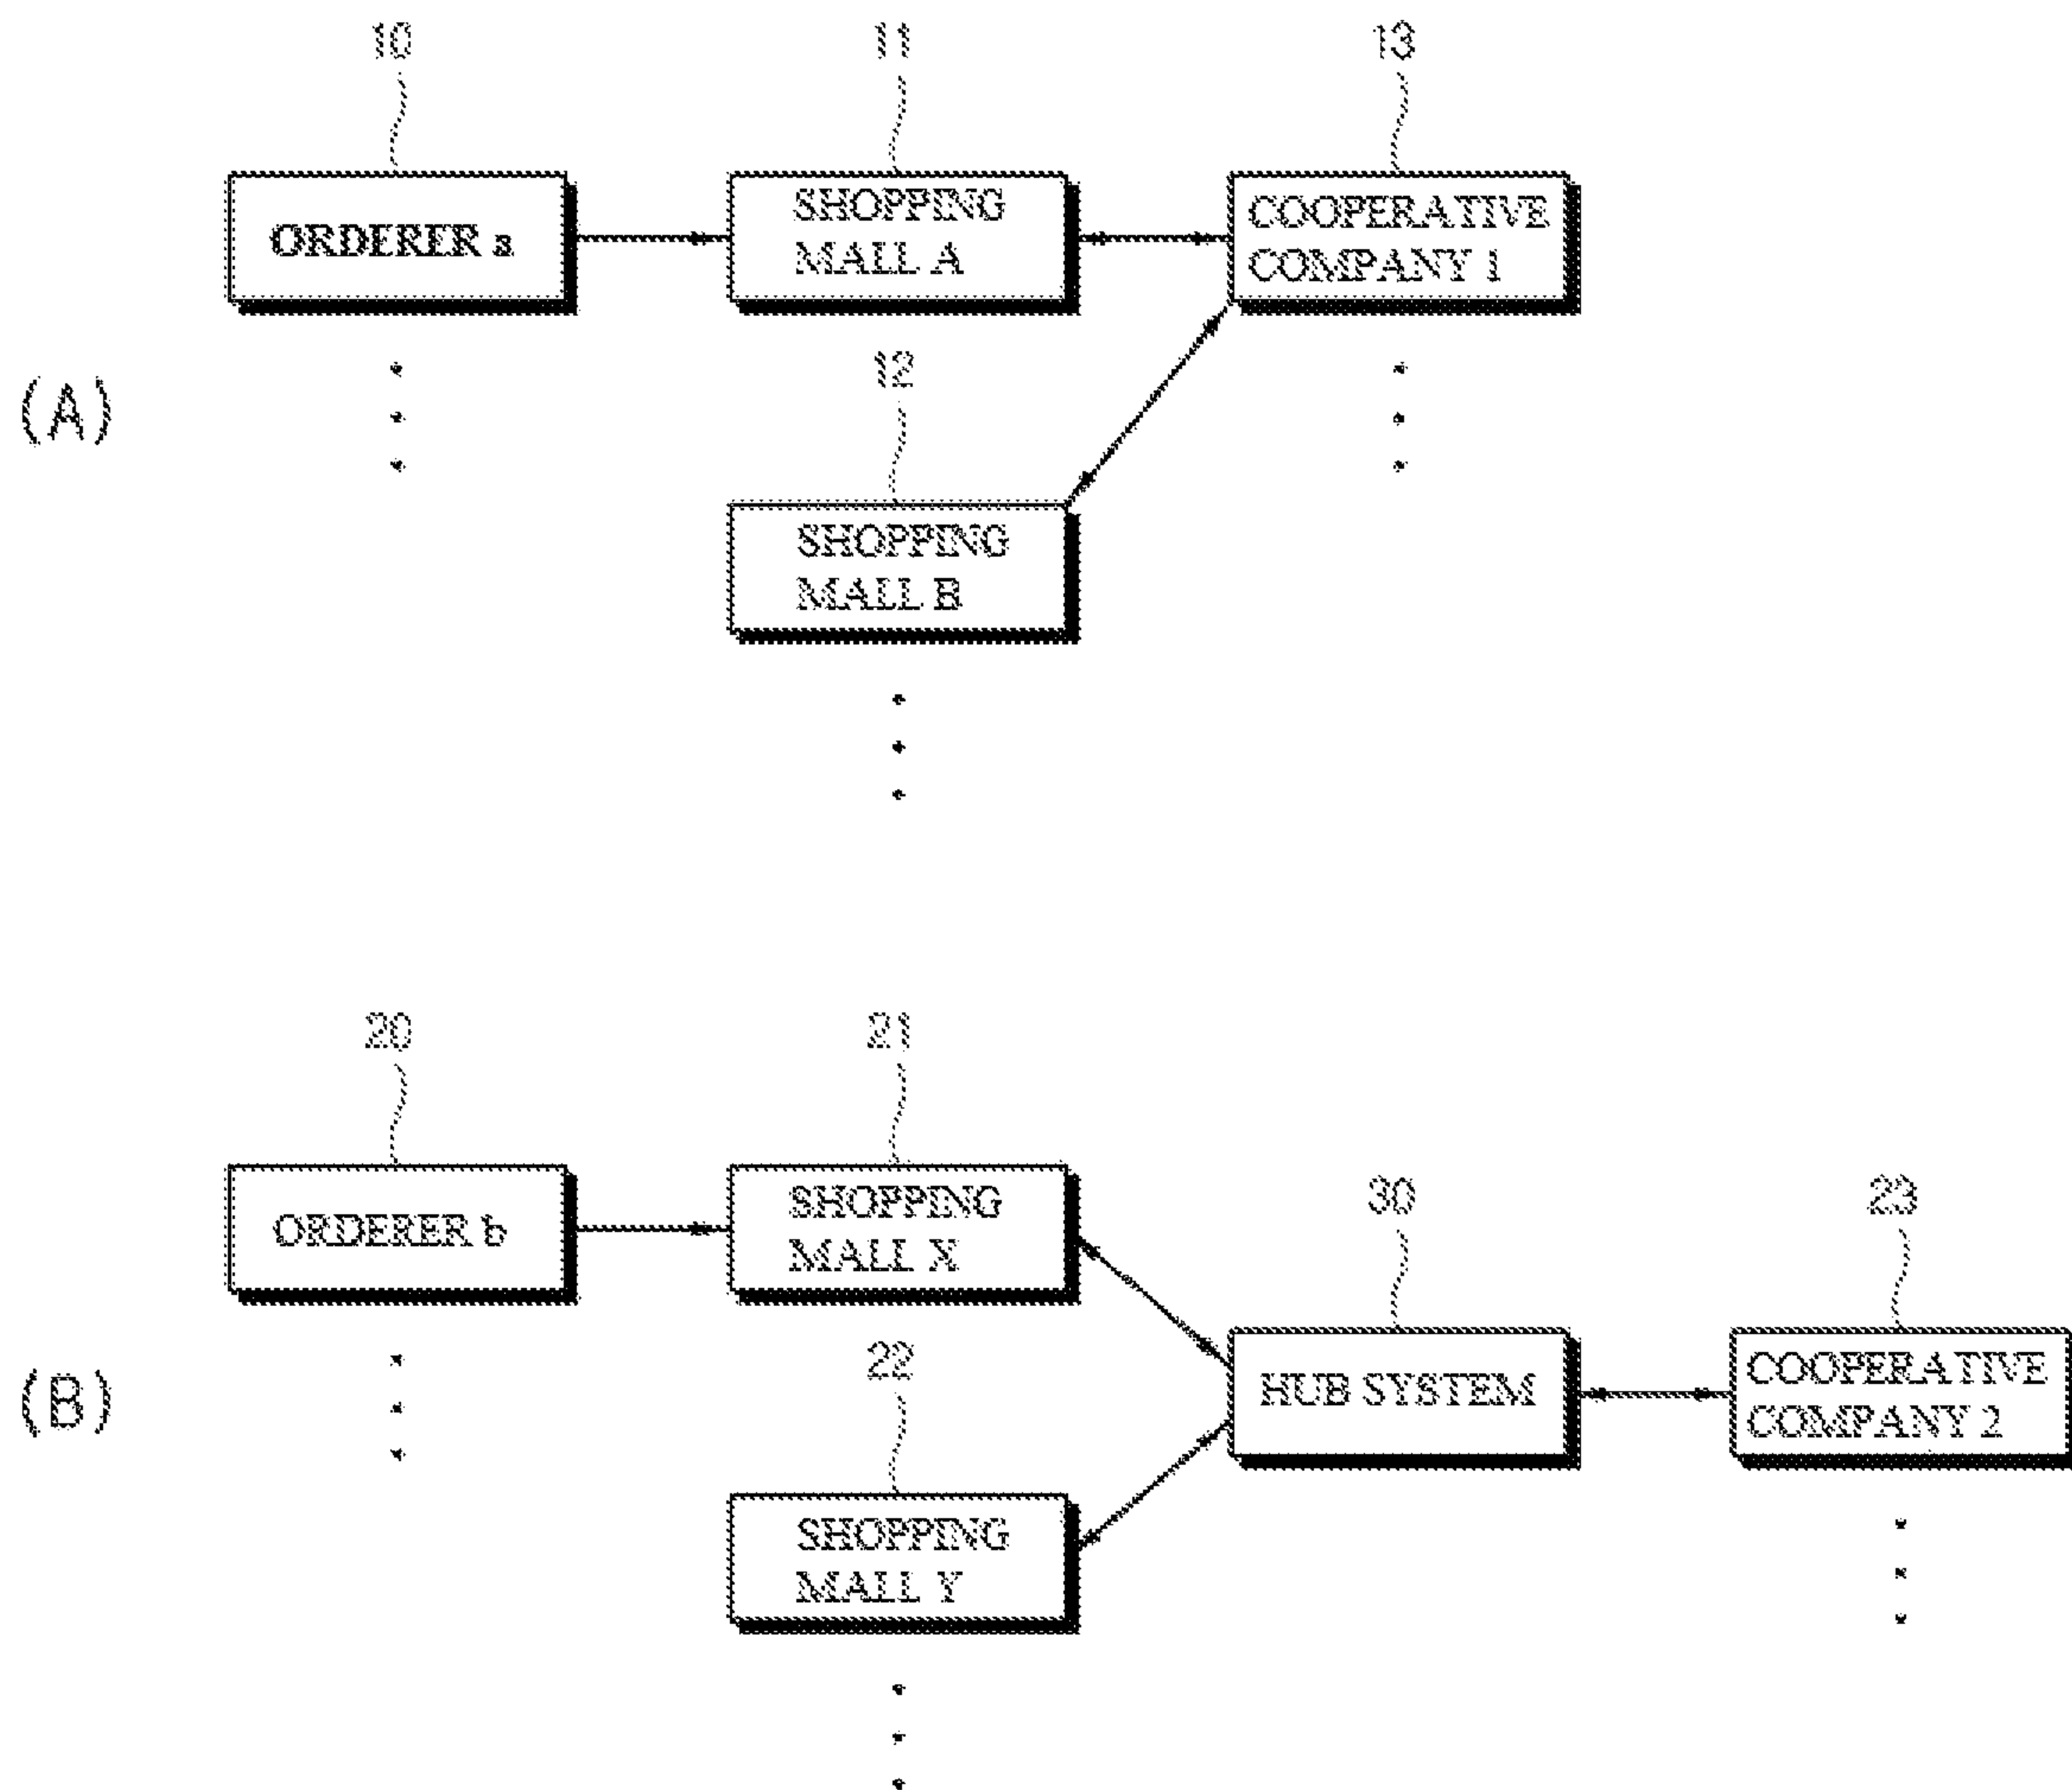 10
11
13
ORDERER a
SHOPPING
MALL A
COOPERATIVE
COMPANY 1
(A)
12
SHOPPING
MALL B
20
21
ORDERER b
SHOPPING
MALL X
30
23
(B)
22
HUB SYSTEM
COOPERATIVE
COMPANY 2
SHOPPING
MALL Y